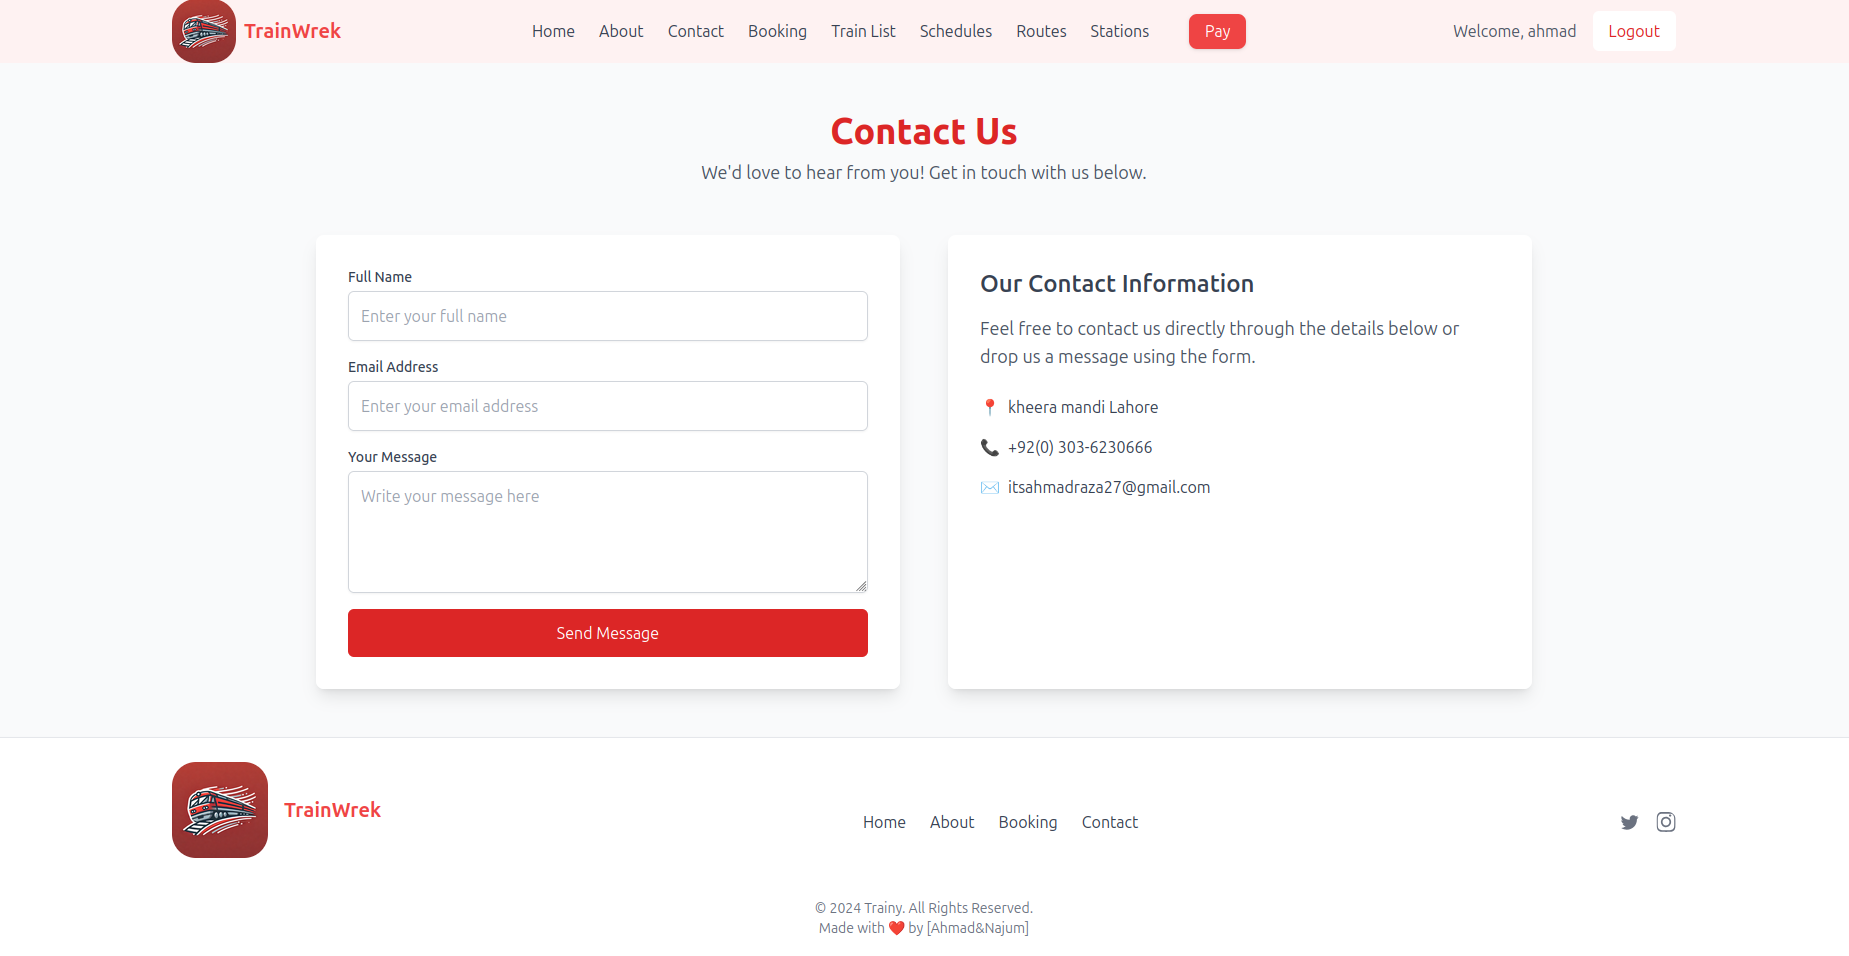 TrainWrek
Home About Contact Booking Train List Schedules Routes Stations Pay
Welcome, ahmad Logout
Contact Us
We'd love to hear from you! Get in touch with us below.
Full Name
Enter your full name
Email Address
Enter your email address
Your Message
Write your message here
Send Message
Our Contact Information
Feel free to contact us directly through the details below or
drop us a message using the form.
📍 kheera mandi Lahore
📞 +92(0) 303-6230666
✉️ itsahmadraza27@gmail.com
TrainWrek
Home About Booking Contact
© 2024 Trainy. All Rights Reserved.
Made with ❤️ by [Ahmad&Najum]